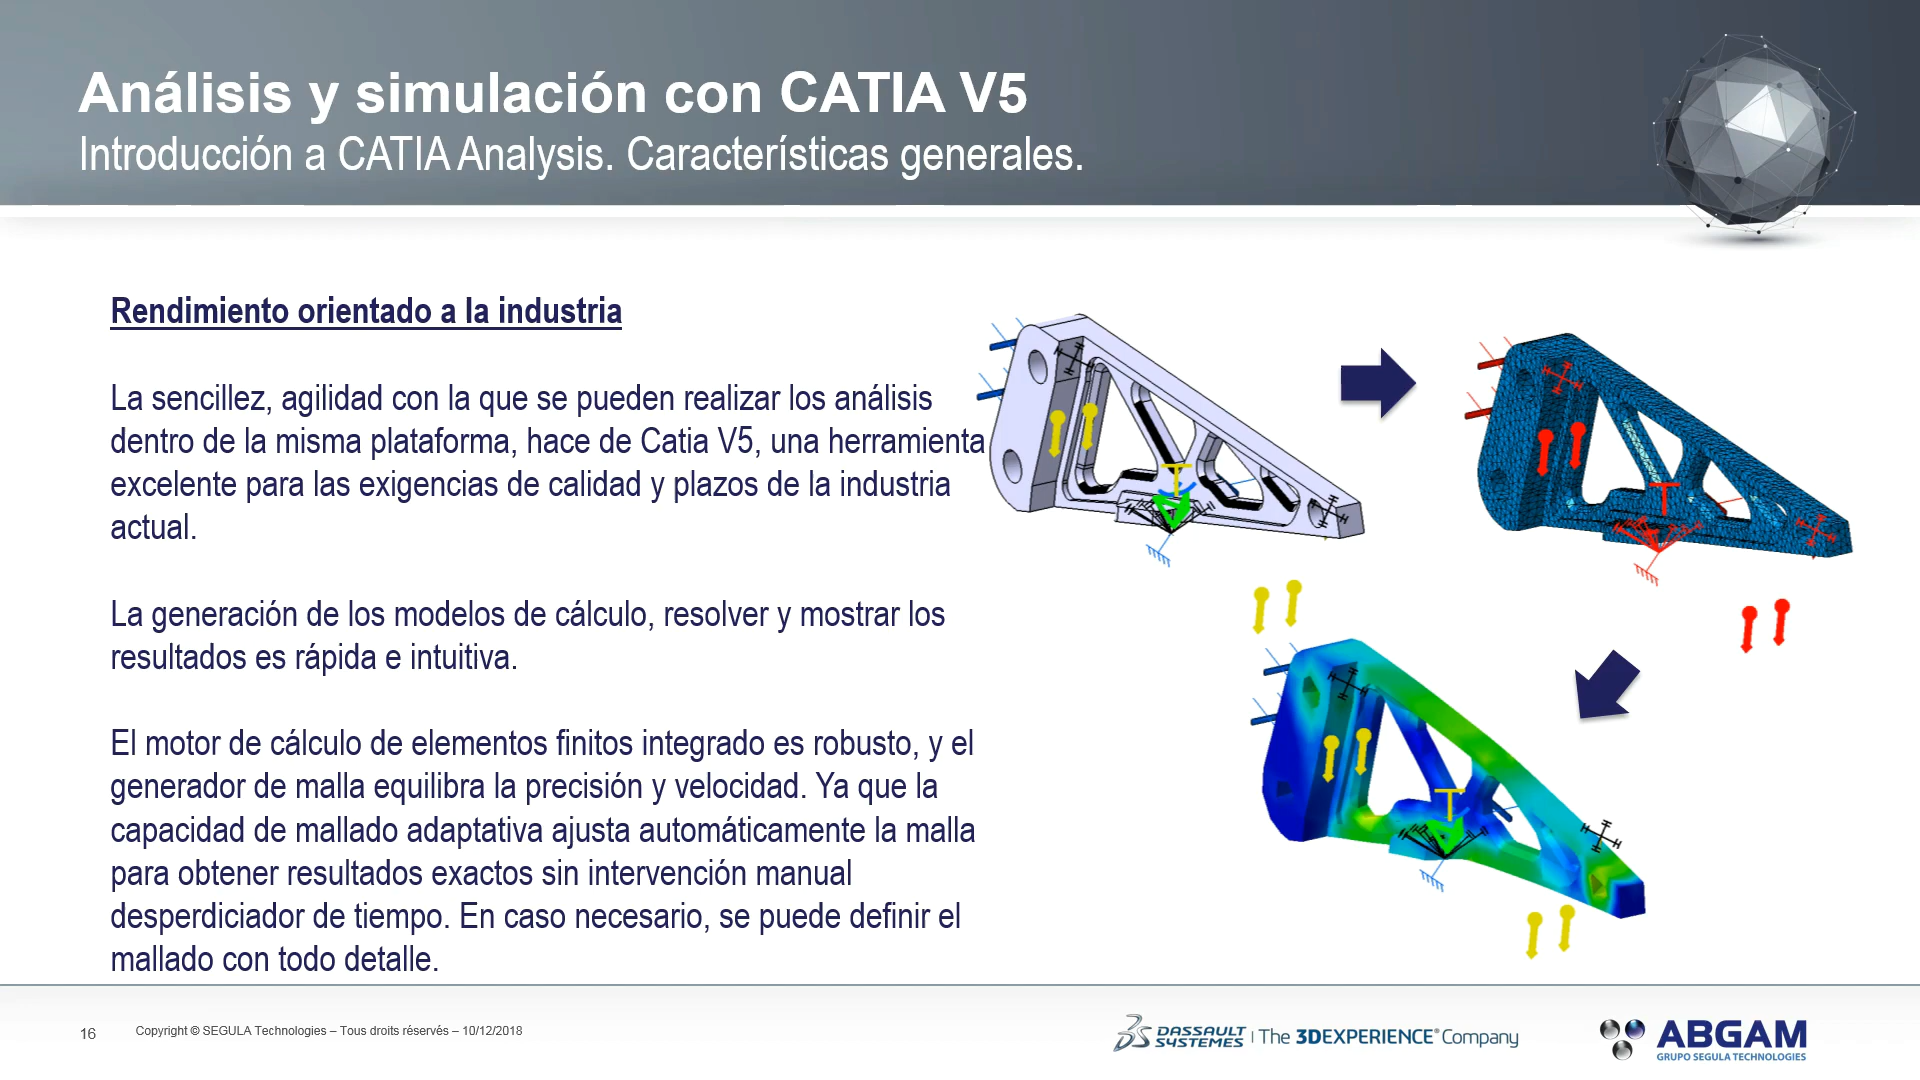 Análisis y simulación con CATIA V5
Introducción a CATIA Analysis. Características generales.
Rendimiento orientado a la industria
La sencillez, agilidad con la que se pueden realizar los análisis
dentro de la misma plataforma, hace de Catia V5, una herramienta
excelente para las exigencias de calidad y plazos de la industria
actual.
La generación de los modelos de cálculo, resolver y mostrar los
resultados es rápida e intuitiva.
El motor de cálculo de elementos finitos integrado es robusto, y el
generador de malla equilibra la precisión y velocidad. Ya que la
capacidad de mallado adaptativa ajusta automáticamente la malla
para obtener resultados exactos sin intervención manual
desperdiciador de tiempo. En caso necesario, se puede definir el
mallado con todo detalle.
16
Copyright © SEGULA Technologies – Tous droits réservés – 10/12/2018
DASSAULT SYSTEMES | The 3DEXPERIENCE® Company
ABGAM
GRUPO SEGULA TECHNOLOGIES